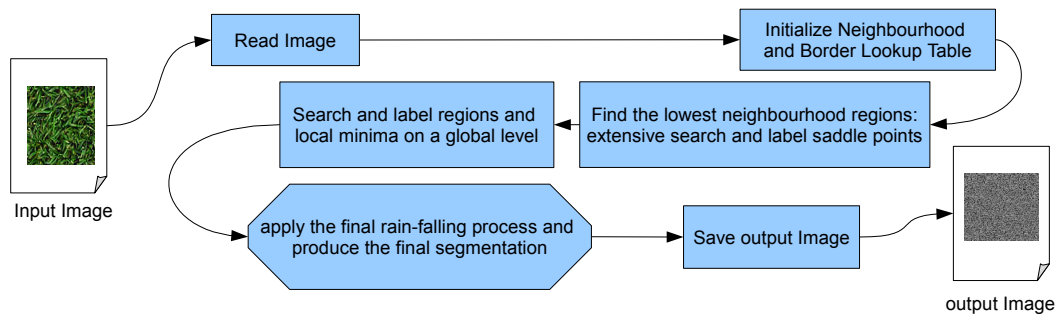 Read Image
Initialize Neighbourhood
and Border Lookup Table
Input Image
Find the lowest neighbourhood regions:
extensive search and label saddle points
Search and label regions and
local minima on a global level
apply the final rain-falling process and
produce the final segmentation
Save output Image
output Image